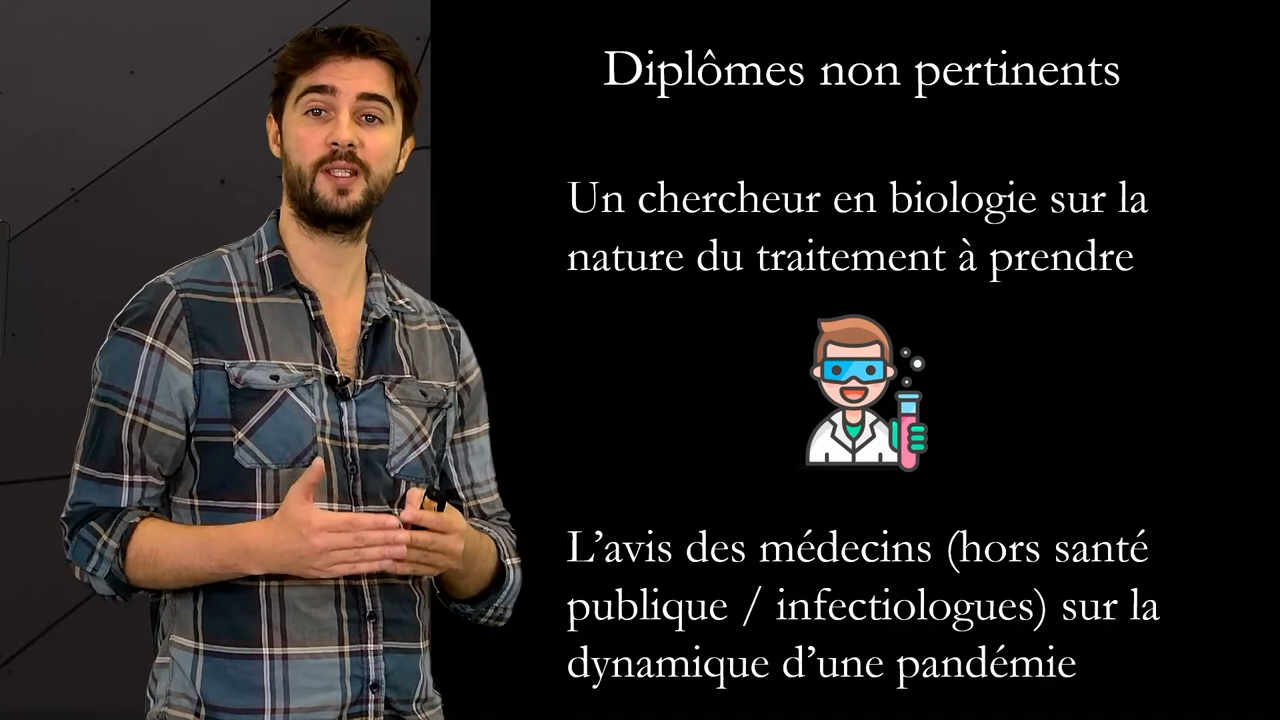 Diplômes non pertinents
Un chercheur en biologie sur la
nature du traitement à prendre
L’avis des médecins (hors santé
publique / infectiologues) sur la
dynamique d’une pandémie